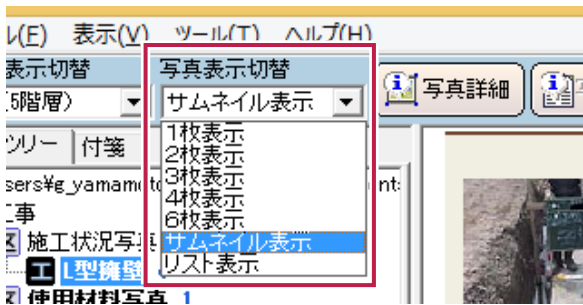 ル(F) 表示(V) ツール(T) ヘルプ(H)
表示切替 写真表示切替
5階層） サムネイル表示 写真詳細
ツリー 付箋
1枚表示
2枚表示
3枚表示
4枚表示
6枚表示
サムネイル表示
リスト表示
sers¥g_yamamot
工事
施工状況写真
工 L型擁壁
使用材料写真 1